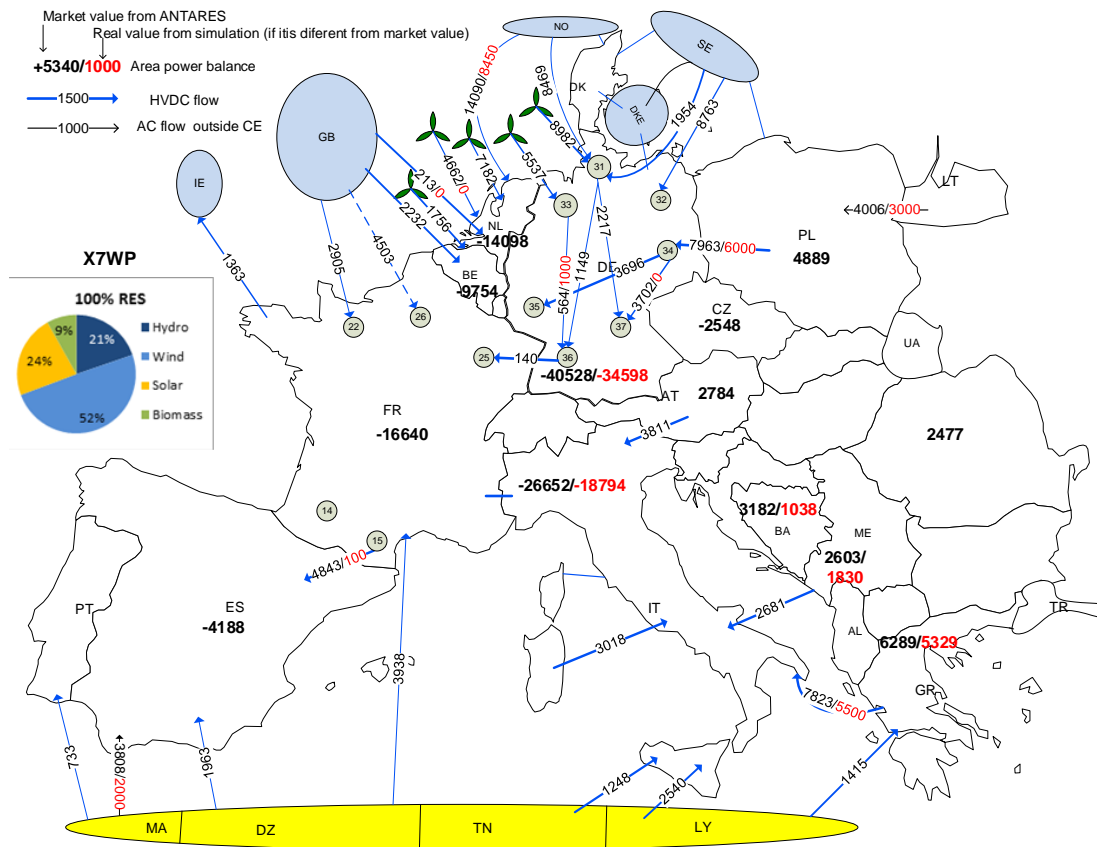 Market value from ANTARES
Real value from simulation (if itis diferent from market value)
+5340/1000 Area power balance
1500 HVDC flow
1000 AC flow outside CE
X7WP
100% RES
9%
21%
24%
52%
Hydro
Wind
Solar
Biomass
NO
SE
DK
DKE
GB
IE
LT
14090/8450
8469
8982
1954
8763
4662/0
7182
5537
213/0
1756
2232
2905
4503
1363
31
32
33
34
35
36
37
22
26
25
14
15
NL
-14098
BE
-9754
DE
2217
564/1000
1149
3696
3702/0
7963/6000
4006/3000
PL
4889
CZ
-2548
UA
140
-40528/-34598
AT
2784
3811
FR
-16640
2477
-26652/-18794
3182/1038
BA
ME
2603/
1830
4843/100
PT
ES
-4188
IT
2681
3018
AL
6289/5329
TR
GR
7823/5500
3938
733
3808/2000
1963
1248
2540
1415
MA
DZ
TN
LY